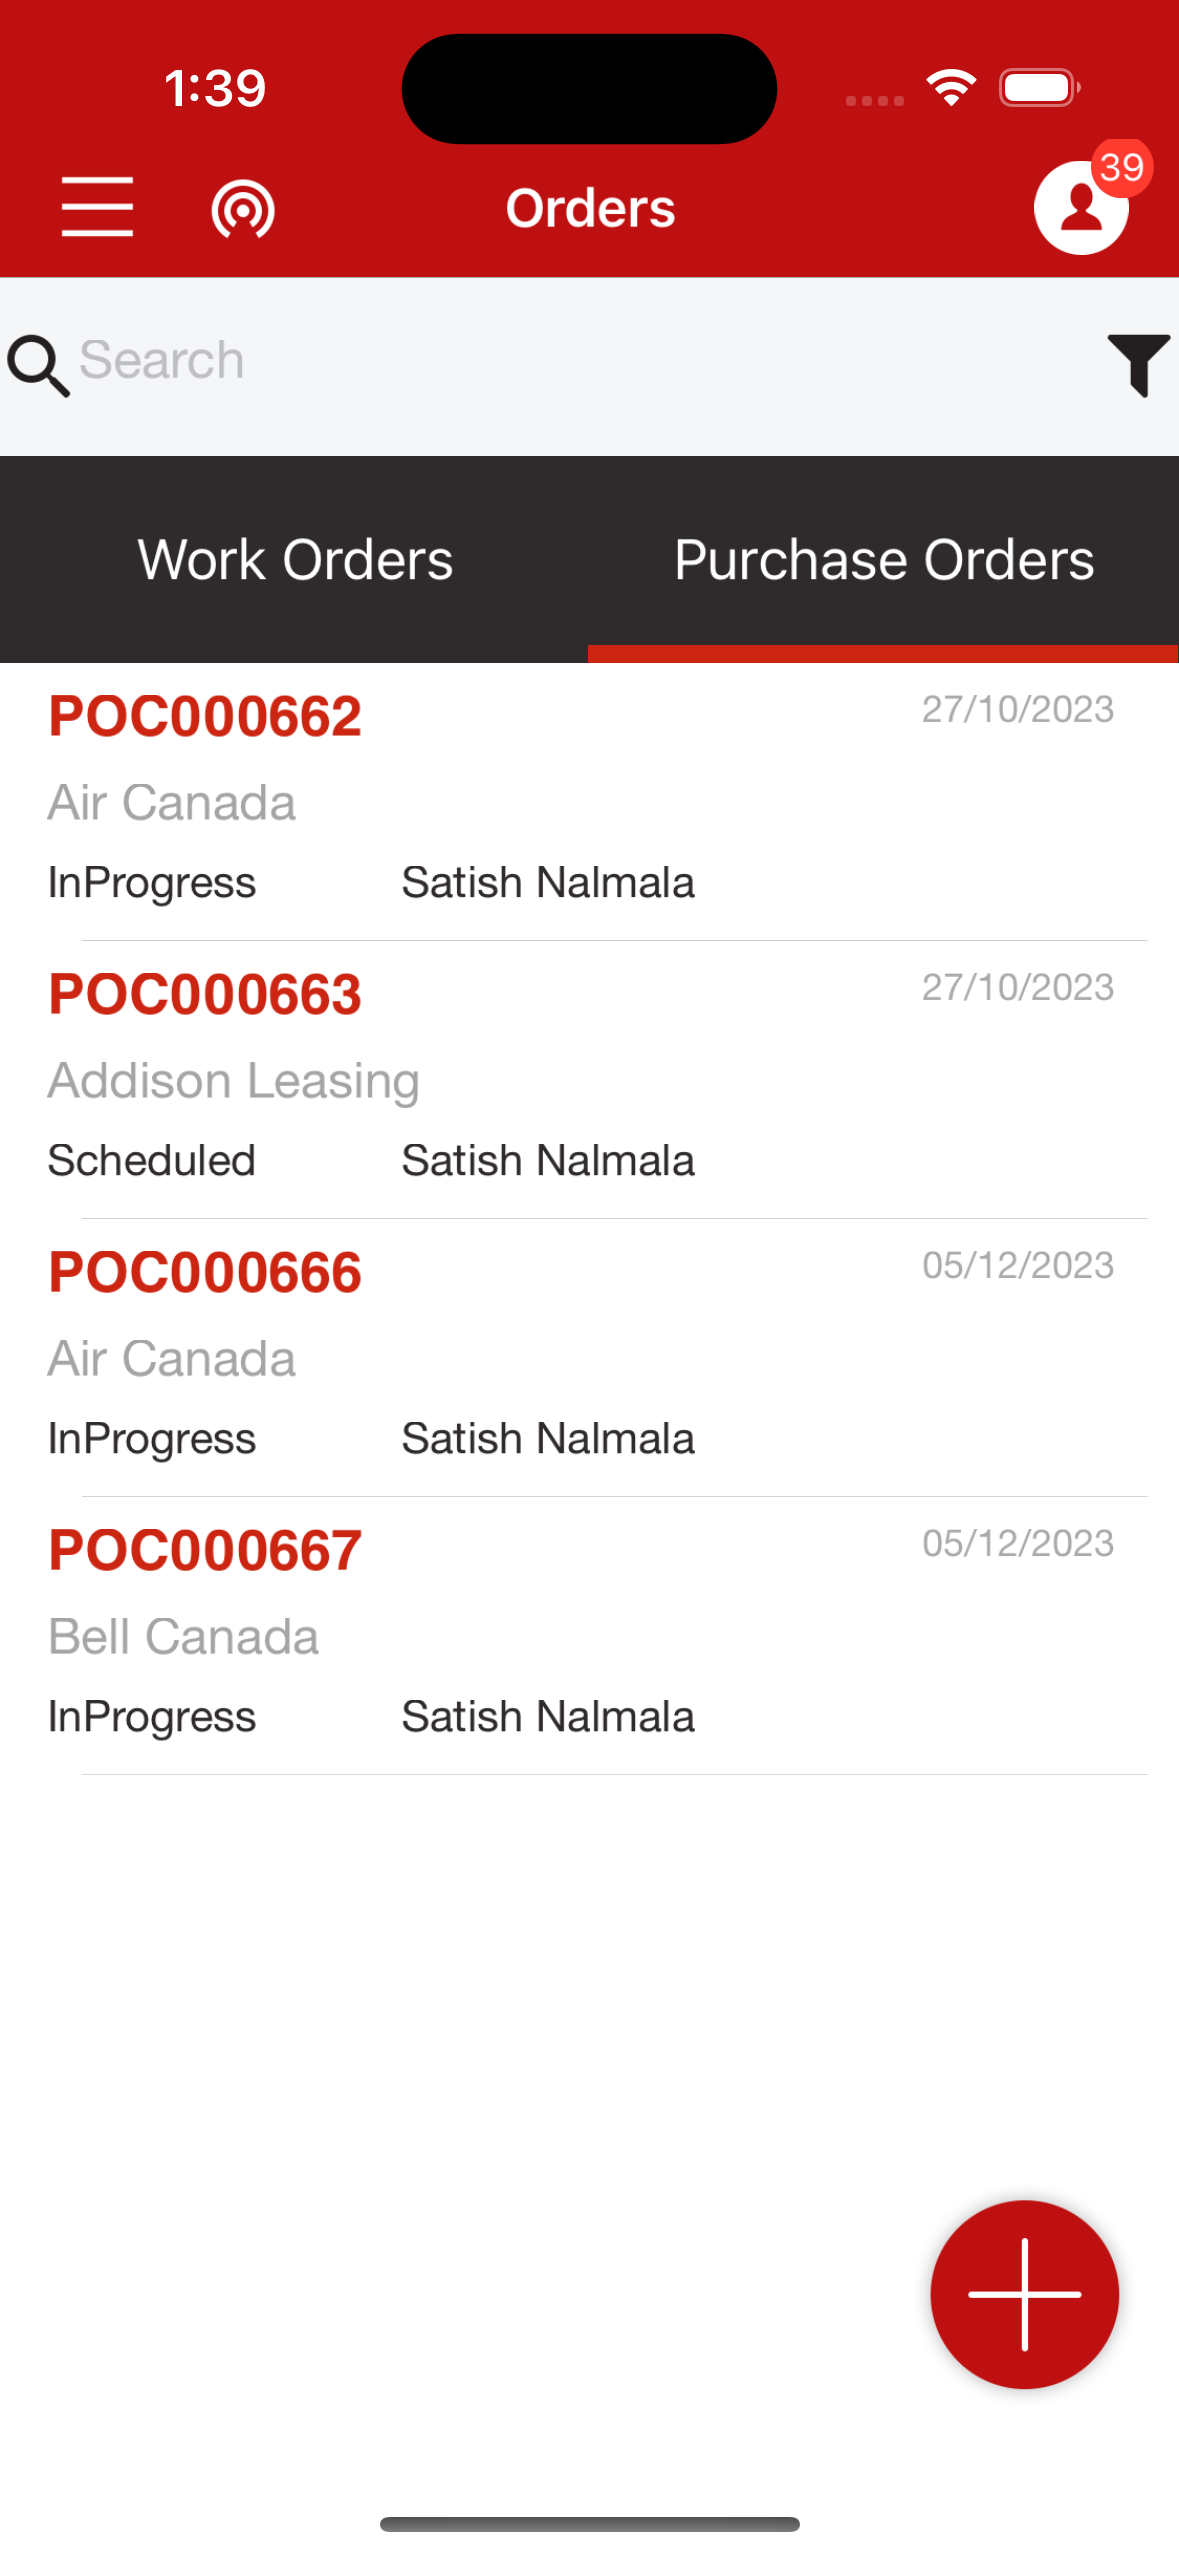 1:39
39
Orders
Search
Work Orders Purchase Orders
POC000662 27/10/2023
Air Canada
InProgress Satish Nalmala
POC000663 27/10/2023
Addison Leasing
Scheduled Satish Nalmala
POC000666 05/12/2023
Air Canada
InProgress Satish Nalmala
POC000667 05/12/2023
Bell Canada
InProgress Satish Nalmala